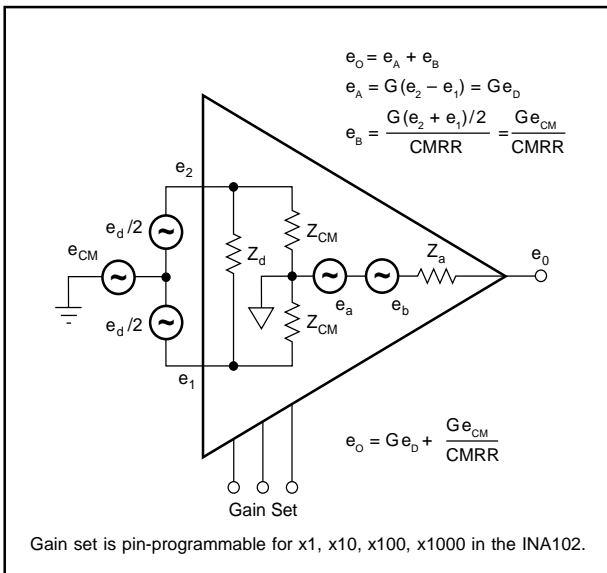 e_O = e_A + e_B
e_A = G(e_2 − e_1) = Ge_D
e_B = G(e_2 + e_1)/2 / CMRR = Ge_CM / CMRR
e_2
e_d/2
Z_CM
e_CM
Z_d
Z_a
e_0
e_a
e_b
e_d/2
Z_CM
e_1
e_O = Ge_D + Ge_CM / CMRR
Gain Set
Gain set is pin-programmable for x1, x10, x100, x1000 in the INA102.